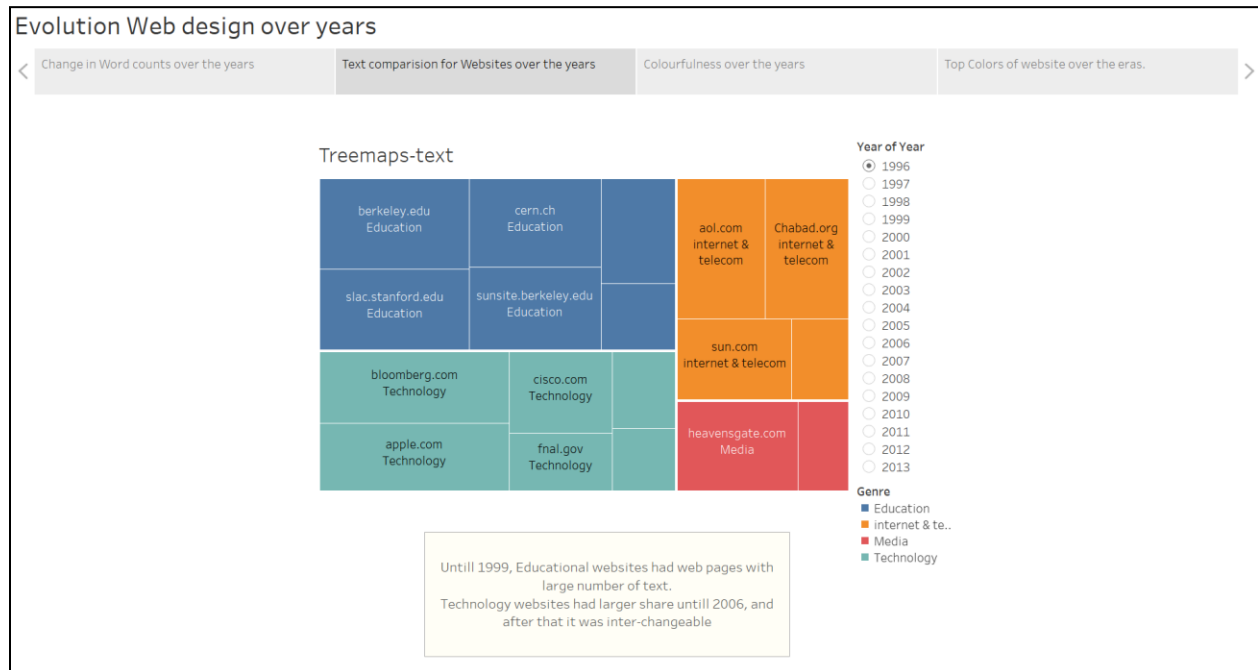 Evolution Web design over years
Change in Word counts over the years
Text comparision for Websites over the years
Colourfulness over the years
Top Colors of website over the eras.
Treemaps-text
berkeley.edu
Education
cern.ch
Education
slac.stanford.edu
Education
sunsite.berkeley.edu
Education
bloomberg.com
Technology
cisco.com
Technology
apple.com
Technology
fnal.gov
Technology
aol.com
internet &
telecom
Chabad.org
internet &
telecom
sun.com
internet & telecom
heavensgate.com
Media
Year of Year
1996
1997
1998
1999
2000
2001
2002
2003
2004
2005
2006
2007
2008
2009
2010
2011
2012
2013
Genre
Education
internet & te..
Media
Technology
Untill 1999, Educational websites had web pages with
large number of text.
Technology websites had larger share untill 2006, and
after that it was inter-changeable